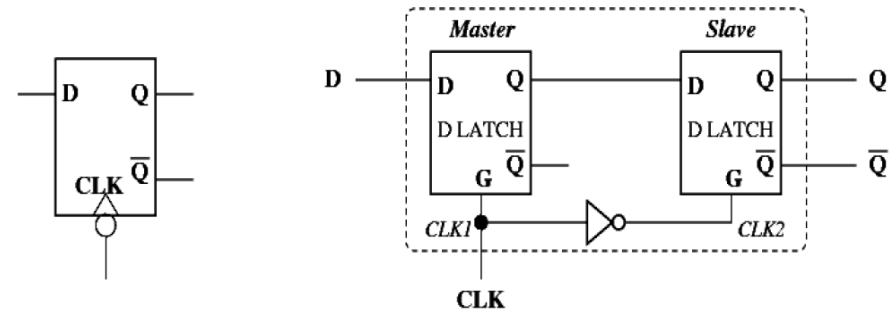 D Q
Q̅
CLK
Master Slave
D D Q D Q Q
D LATCH D LATCH
Q̅ Q̅ Q̅
G G
CLK1 CLK2
CLK